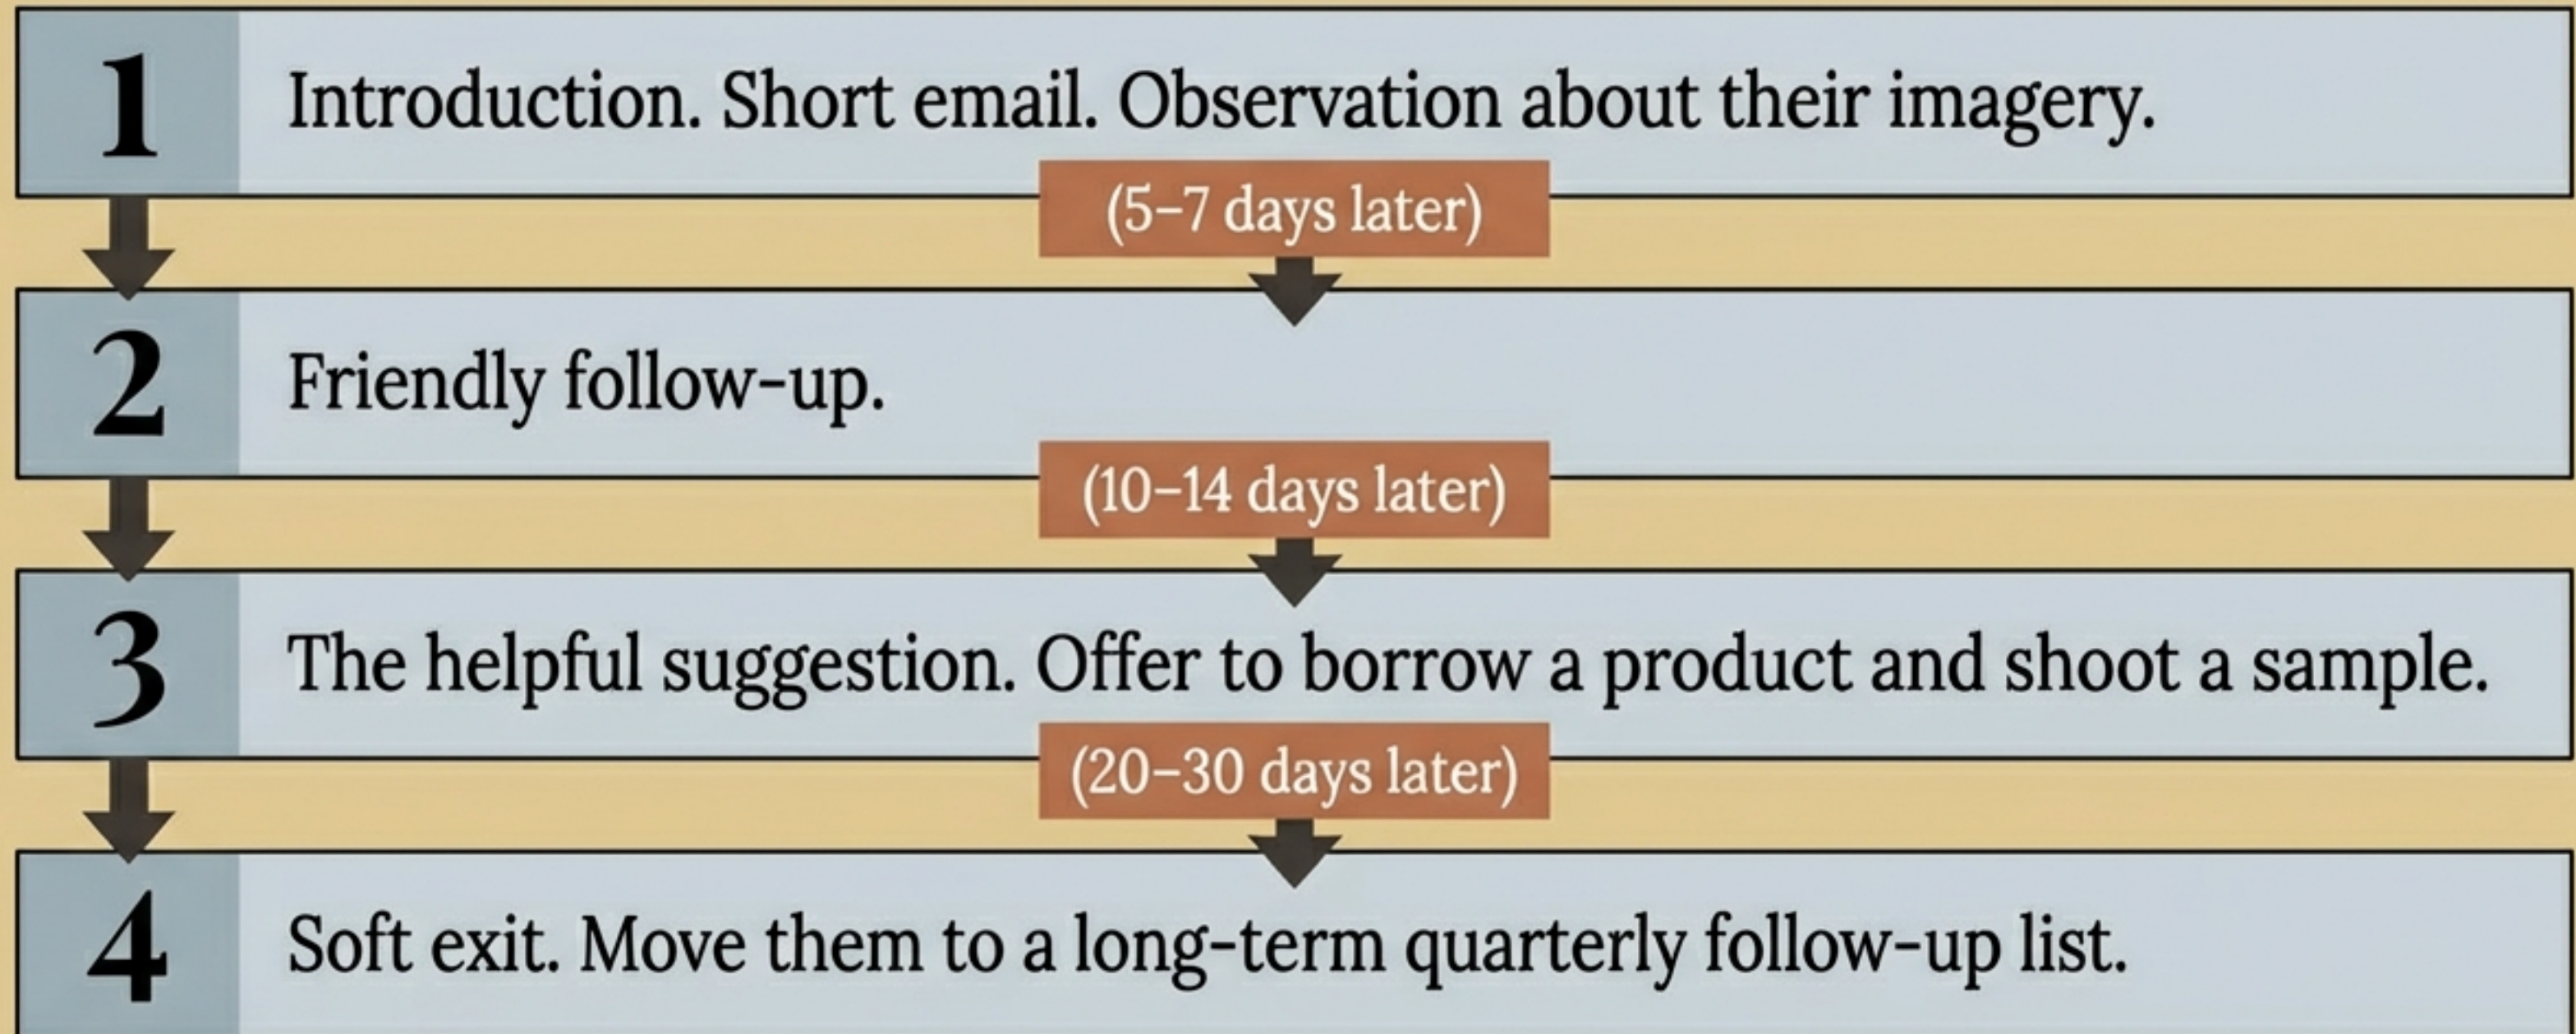 1
Introduction. Short email. Observation about their imagery.
(5–7 days later)
2
Friendly follow-up.
(10–14 days later)
3
The helpful suggestion. Offer to borrow a product and shoot a sample.
(20–30 days later)
4
Soft exit. Move them to a long-term quarterly follow-up list.